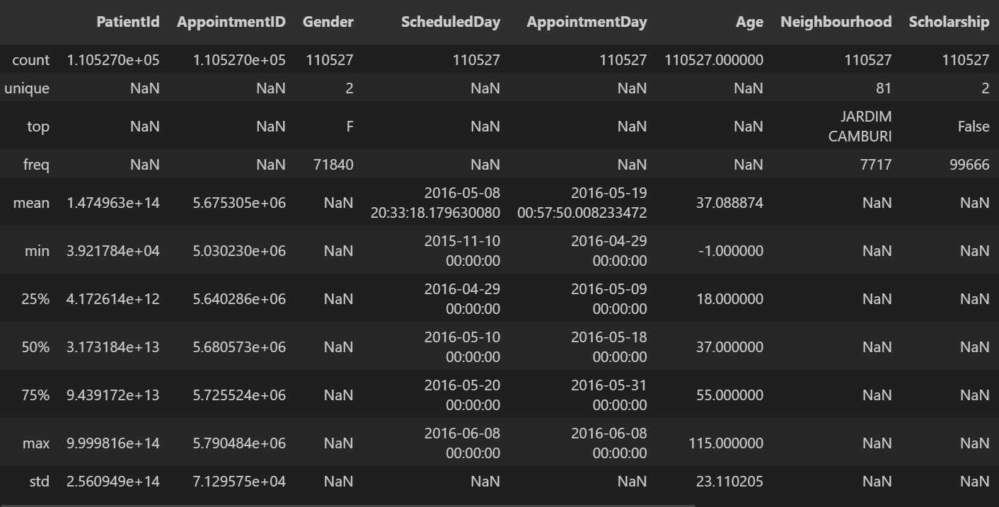 PatientId AppointmentID Gender ScheduledDay AppointmentDay Age Neighbourhood Scholarship
count 1.105270e+05 1.105270e+05 110527 110527 110527 110527.000000 110527 110527
unique NaN NaN 2 NaN NaN NaN 81 2
top NaN NaN F NaN NaN NaN JARDIM CAMBURI False
freq NaN NaN 71840 NaN NaN NaN 7717 99666
mean 1.474963e+14 5.675305e+06 NaN 2016-05-08 20:33:18.179630080 2016-05-19 00:57:50.008233472 37.088874 NaN NaN
min 3.921784e+04 5.030230e+06 NaN 2015-11-10 00:00:00 2016-04-29 00:00:00 -1.000000 NaN NaN
25% 4.172614e+12 5.640286e+06 NaN 2016-04-29 00:00:00 2016-05-09 00:00:00 18.000000 NaN NaN
50% 3.173184e+13 5.680573e+06 NaN 2016-05-10 00:00:00 2016-05-18 00:00:00 37.000000 NaN NaN
75% 9.439172e+13 5.725524e+06 NaN 2016-05-20 00:00:00 2016-05-31 00:00:00 55.000000 NaN NaN
max 9.999816e+14 5.790484e+06 NaN 2016-06-08 00:00:00 2016-06-08 00:00:00 115.000000 NaN NaN
std 2.560949e+14 7.129575e+04 NaN NaN NaN 23.110205 NaN NaN